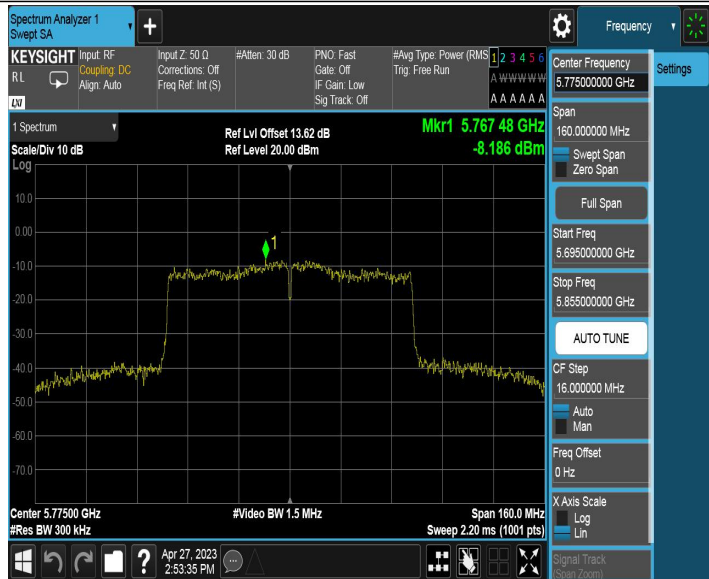 Spectrum Analyzer 1
Swept SA
+
Frequency
KEYSIGHT
RL
LXI
Input: RF
Coupling: DC
Align: Auto
Input Z: 50 Ω
Corrections: Off
Freq Ref: Int (S)
#Atten: 30 dB
PNO: Fast
Gate: Off
IF Gain: Low
Sig Track: Off
#Avg Type: Power (RMS
Trig: Free Run
1 2 3 4 5 6
A W W W W W
A A A A A A
1 Spectrum
Scale/Div 10 dB
Log
Ref Lvl Offset 13.62 dB
Ref Level 20.00 dBm
Mkr1 5.767 48 GHz
-8.186 dBm
10.0
0.00
-10.0
-20.0
-30.0
-40.0
-50.0
-60.0
-70.0
1
Center 5.77500 GHz
#Res BW 300 kHz
#Video BW 1.5 MHz
Span 160.0 MHz
Sweep 2.20 ms (1001 pts)
Center Frequency
5.775000000 GHz
Settings
Span
160.000000 MHz
Swept Span
Zero Span
Full Span
Start Freq
5.695000000 GHz
Stop Freq
5.855000000 GHz
AUTO TUNE
CF Step
16.000000 MHz
Auto
Man
Freq Offset
0 Hz
X Axis Scale
Log
Lin
Signal Track
(Span Zoom)
?
Apr 27, 2023
2:53:35 PM